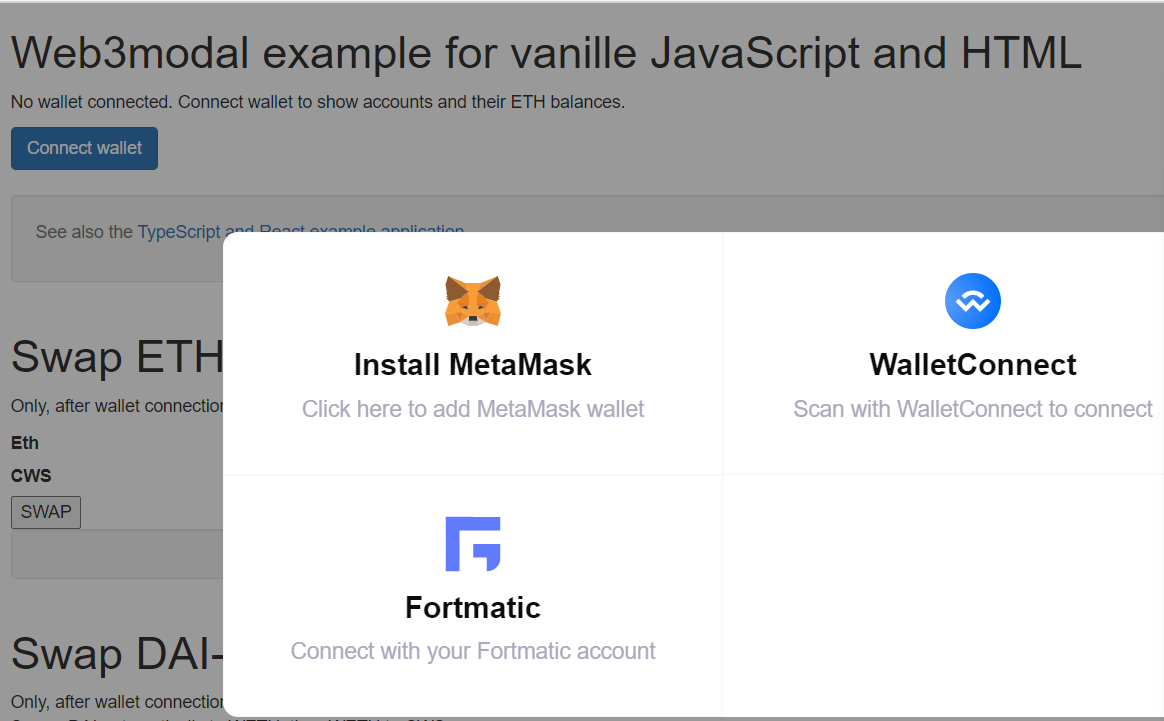 Web3modal example for vanille JavaScript and HTML
No wallet connected. Connect wallet to show accounts and their ETH balances.
Connect wallet
See also the TypeScript and React example application
Install MetaMask
Click here to add MetaMask wallet
WalletConnect
Scan with WalletConnect to connect
Fortmatic
Connect with your Fortmatic account
Swap ETH
Only, after wallet connection
Eth
CWS
SWAP
Swap DAI-
Only, after wallet connection